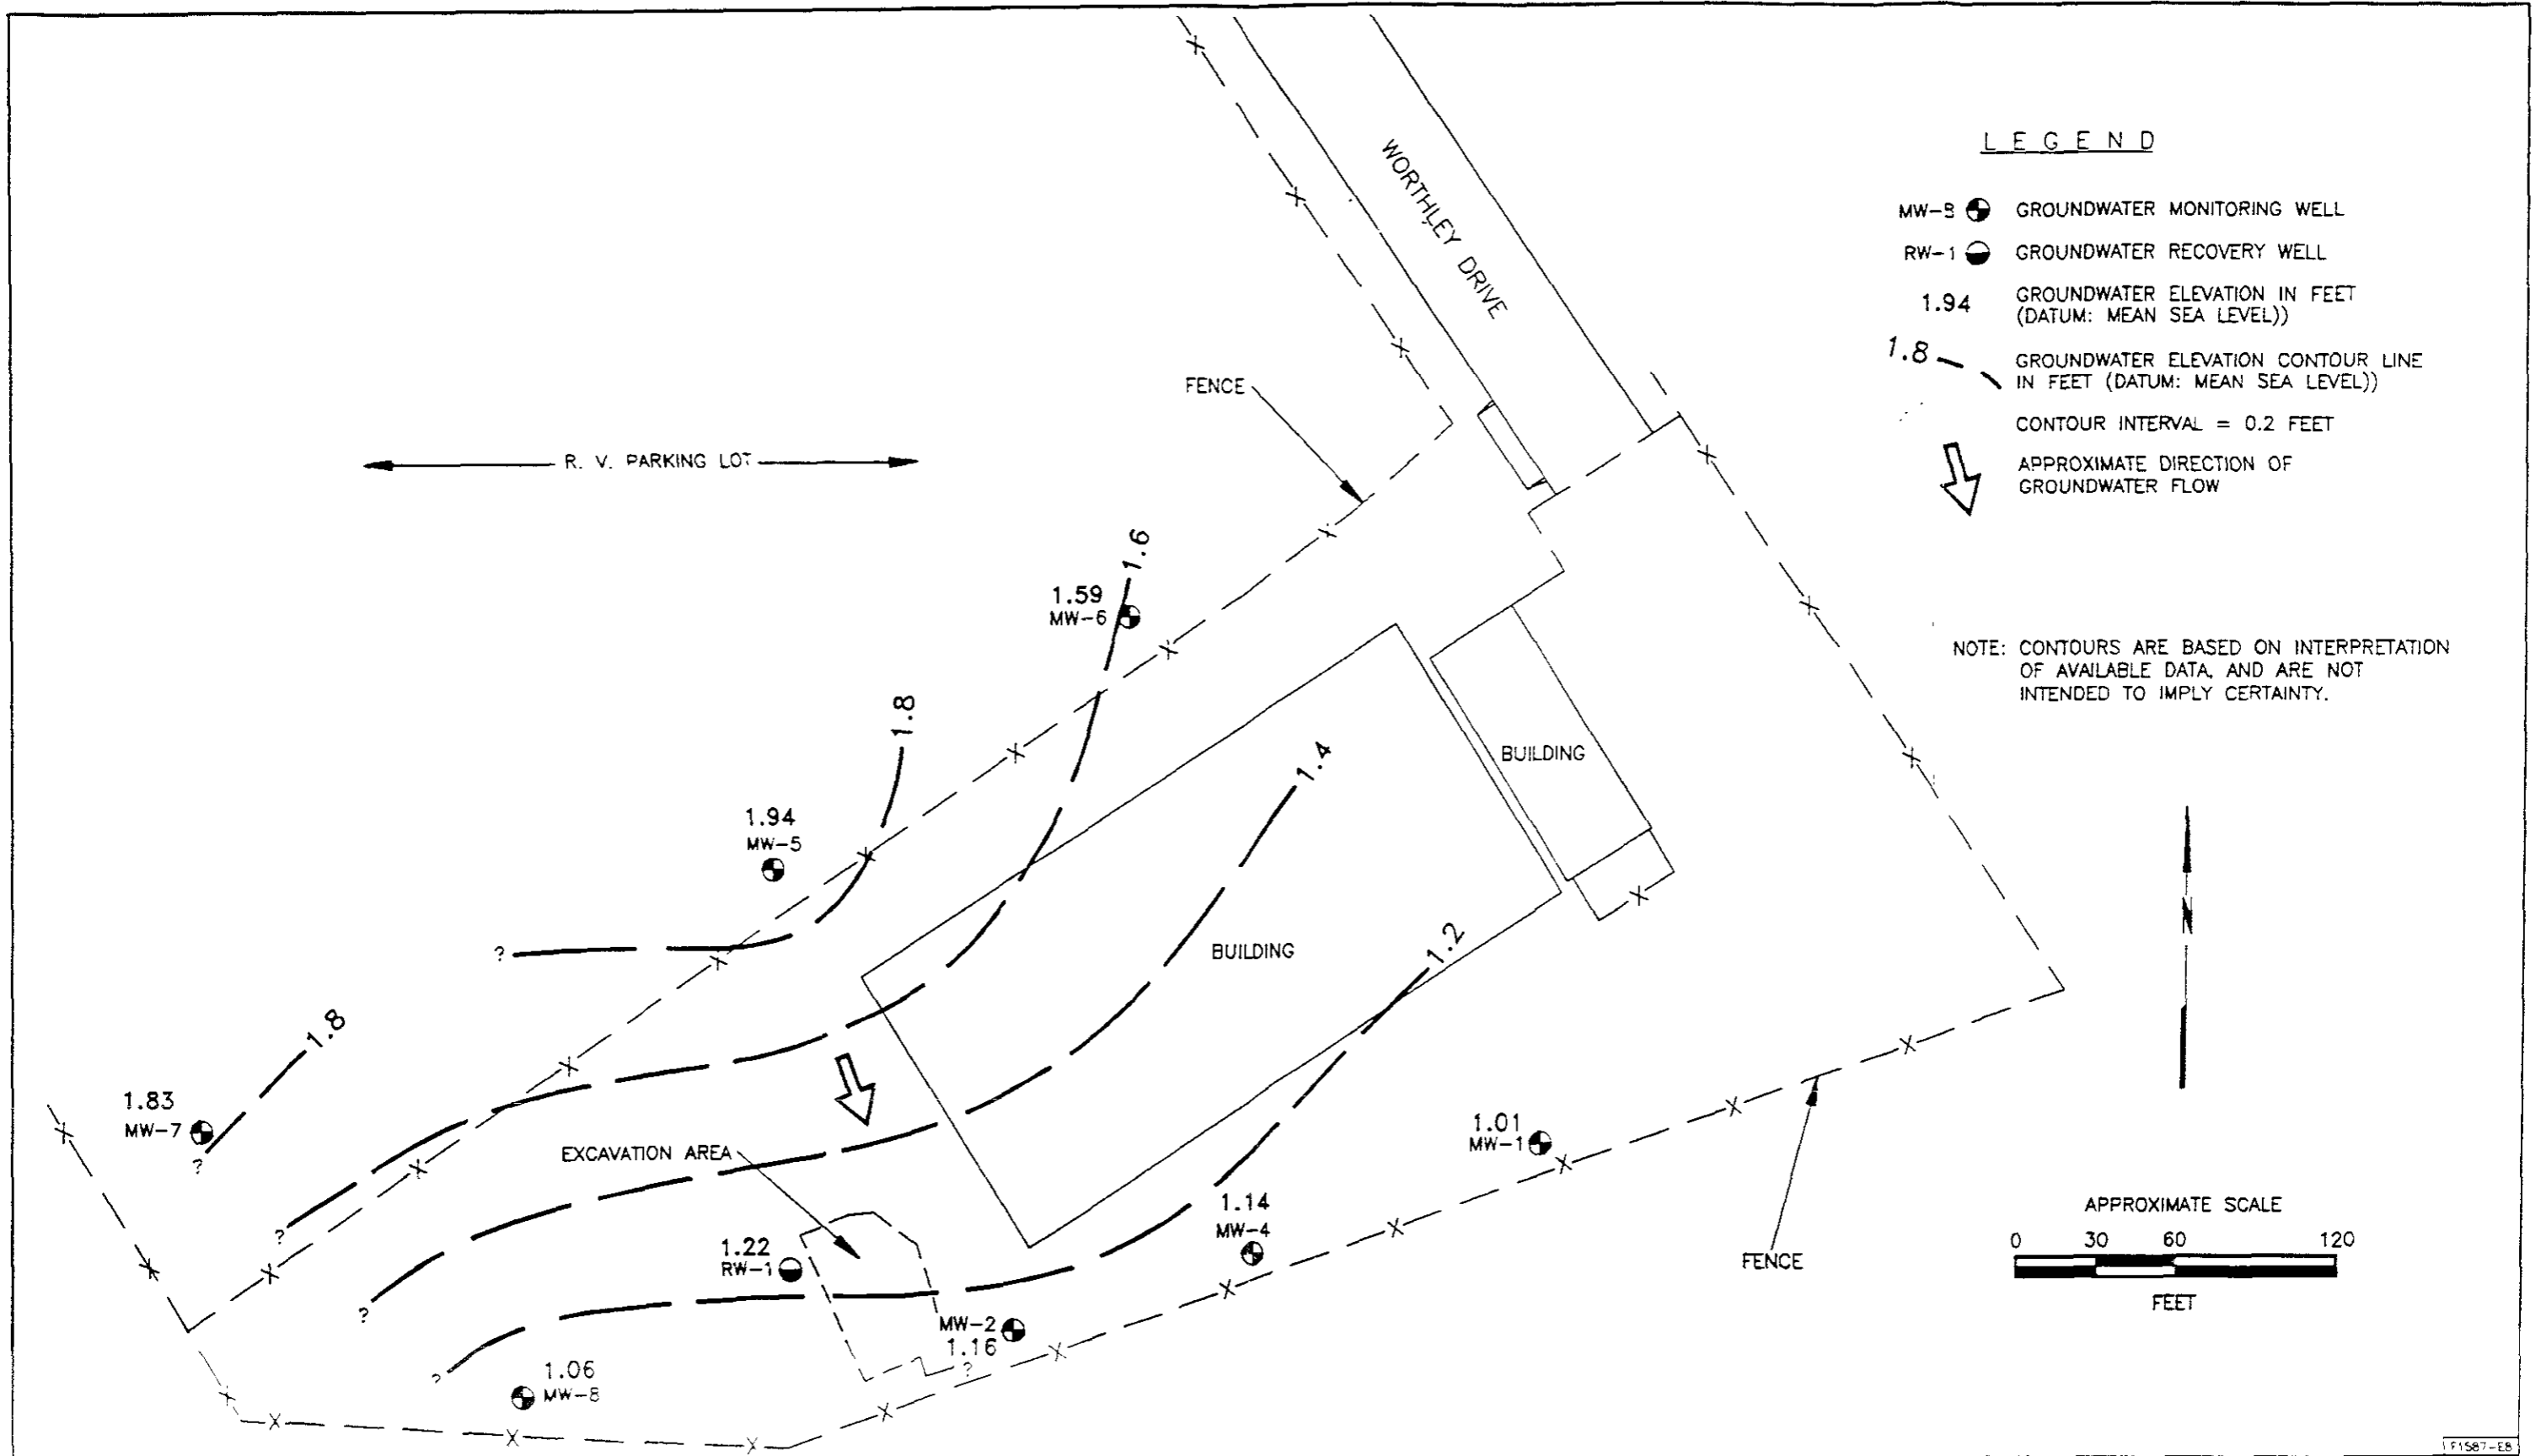 WORTHLEY DRIVE
FENCE
R. V. PARKING LOT
L E G E N D
MW-8 GROUNDWATER MONITORING WELL
RW-1 GROUNDWATER RECOVERY WELL
1.94 GROUNDWATER ELEVATION IN FEET
(DATUM: MEAN SEA LEVEL))
1.8 GROUNDWATER ELEVATION CONTOUR LINE
IN FEET (DATUM: MEAN SEA LEVEL))
CONTOUR INTERVAL = 0.2 FEET
APPROXIMATE DIRECTION OF
GROUNDWATER FLOW
NOTE: CONTOURS ARE BASED ON INTERPRETATION
OF AVAILABLE DATA, AND ARE NOT
INTENDED TO IMPLY CERTAINTY.
1.6
1.59
MW-6
1.8
1.4
BUILDING
1.94
MW-5
?
BUILDING
1.2
N
1.8
1.83
MW-7
?
?
?
?
EXCAVATION AREA
1.22
RW-1
1.01
MW-1
1.14
MW-4
MW-2
1.16
?
1.06
MW-8
FENCE
APPROXIMATE SCALE
0 30 60 120
FEET
F1587-E8